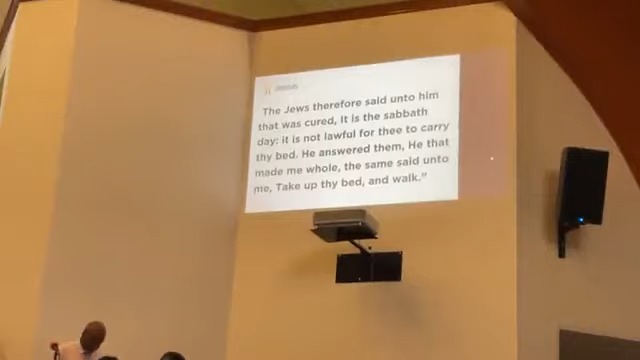 The Jews therefore said unto him
that was cured, it is the sabbath
day: it is not lawful for thee to carry
thy bed. He answered them, He that
made me whole, the same said unto
me, Take up thy bed, and walk."